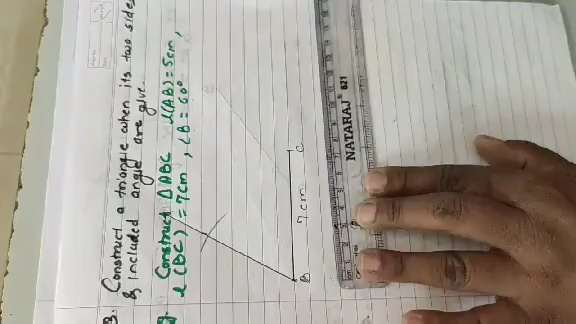 3. Construct a triangle when its two sides
& Included angle are give.
Construct ΔABC l(AB)=5cm,
l(BC)=7cm, ∠B=60°
B
7cm
C
NATARAJ 621